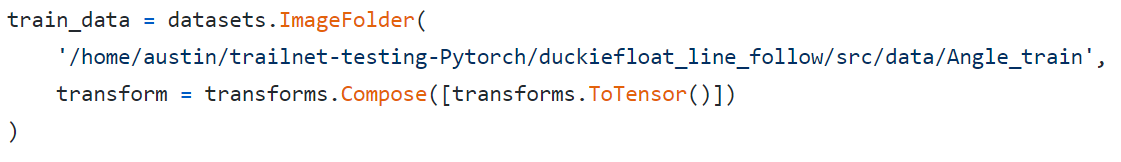 train_data = datasets.ImageFolder(
    '/home/austin/trailnet-testing-Pytorch/duckiefloat_line_follow/src/data/Angle_train',
    transform = transforms.Compose([transforms.ToTensor()])
)